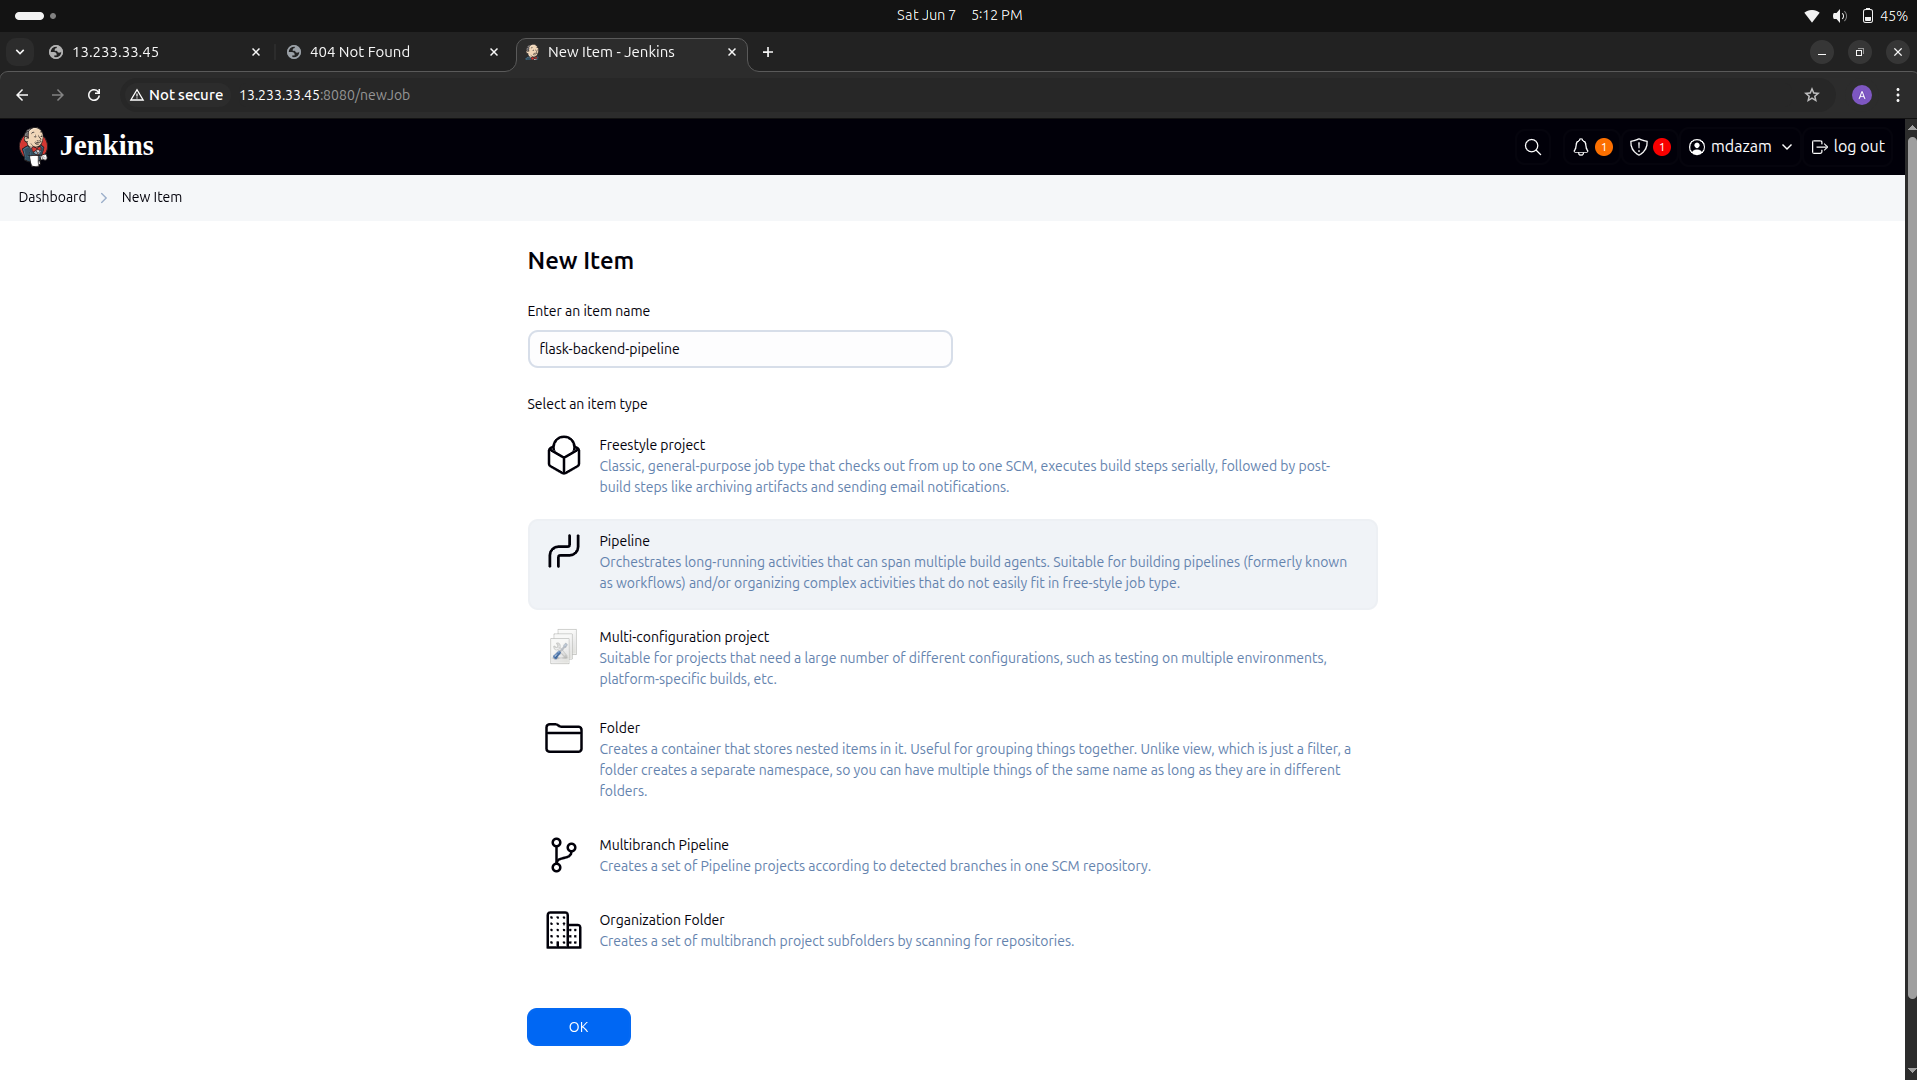 Sat Jun 7 5:12 PM
45%
13.233.33.45
404 Not Found
New Item - Jenkins
Not secure 13.233.33.45:8080/newJob
A
Jenkins
1
1
mdazam
log out
Dashboard
New Item
New Item
Enter an item name
flask-backend-pipeline
Select an item type
Freestyle project
Classic, general-purpose job type that checks out from up to one SCM, executes build steps serially, followed by post-
build steps like archiving artifacts and sending email notifications.
Pipeline
Orchestrates long-running activities that can span multiple build agents. Suitable for building pipelines (formerly known
as workflows) and/or organizing complex activities that do not easily fit in free-style job type.
Multi-configuration project
Suitable for projects that need a large number of different configurations, such as testing on multiple environments,
platform-specific builds, etc.
Folder
Creates a container that stores nested items in it. Useful for grouping things together. Unlike view, which is just a filter, a
folder creates a separate namespace, so you can have multiple things of the same name as long as they are in different
folders.
Multibranch Pipeline
Creates a set of Pipeline projects according to detected branches in one SCM repository.
Organization Folder
Creates a set of multibranch project subfolders by scanning for repositories.
OK